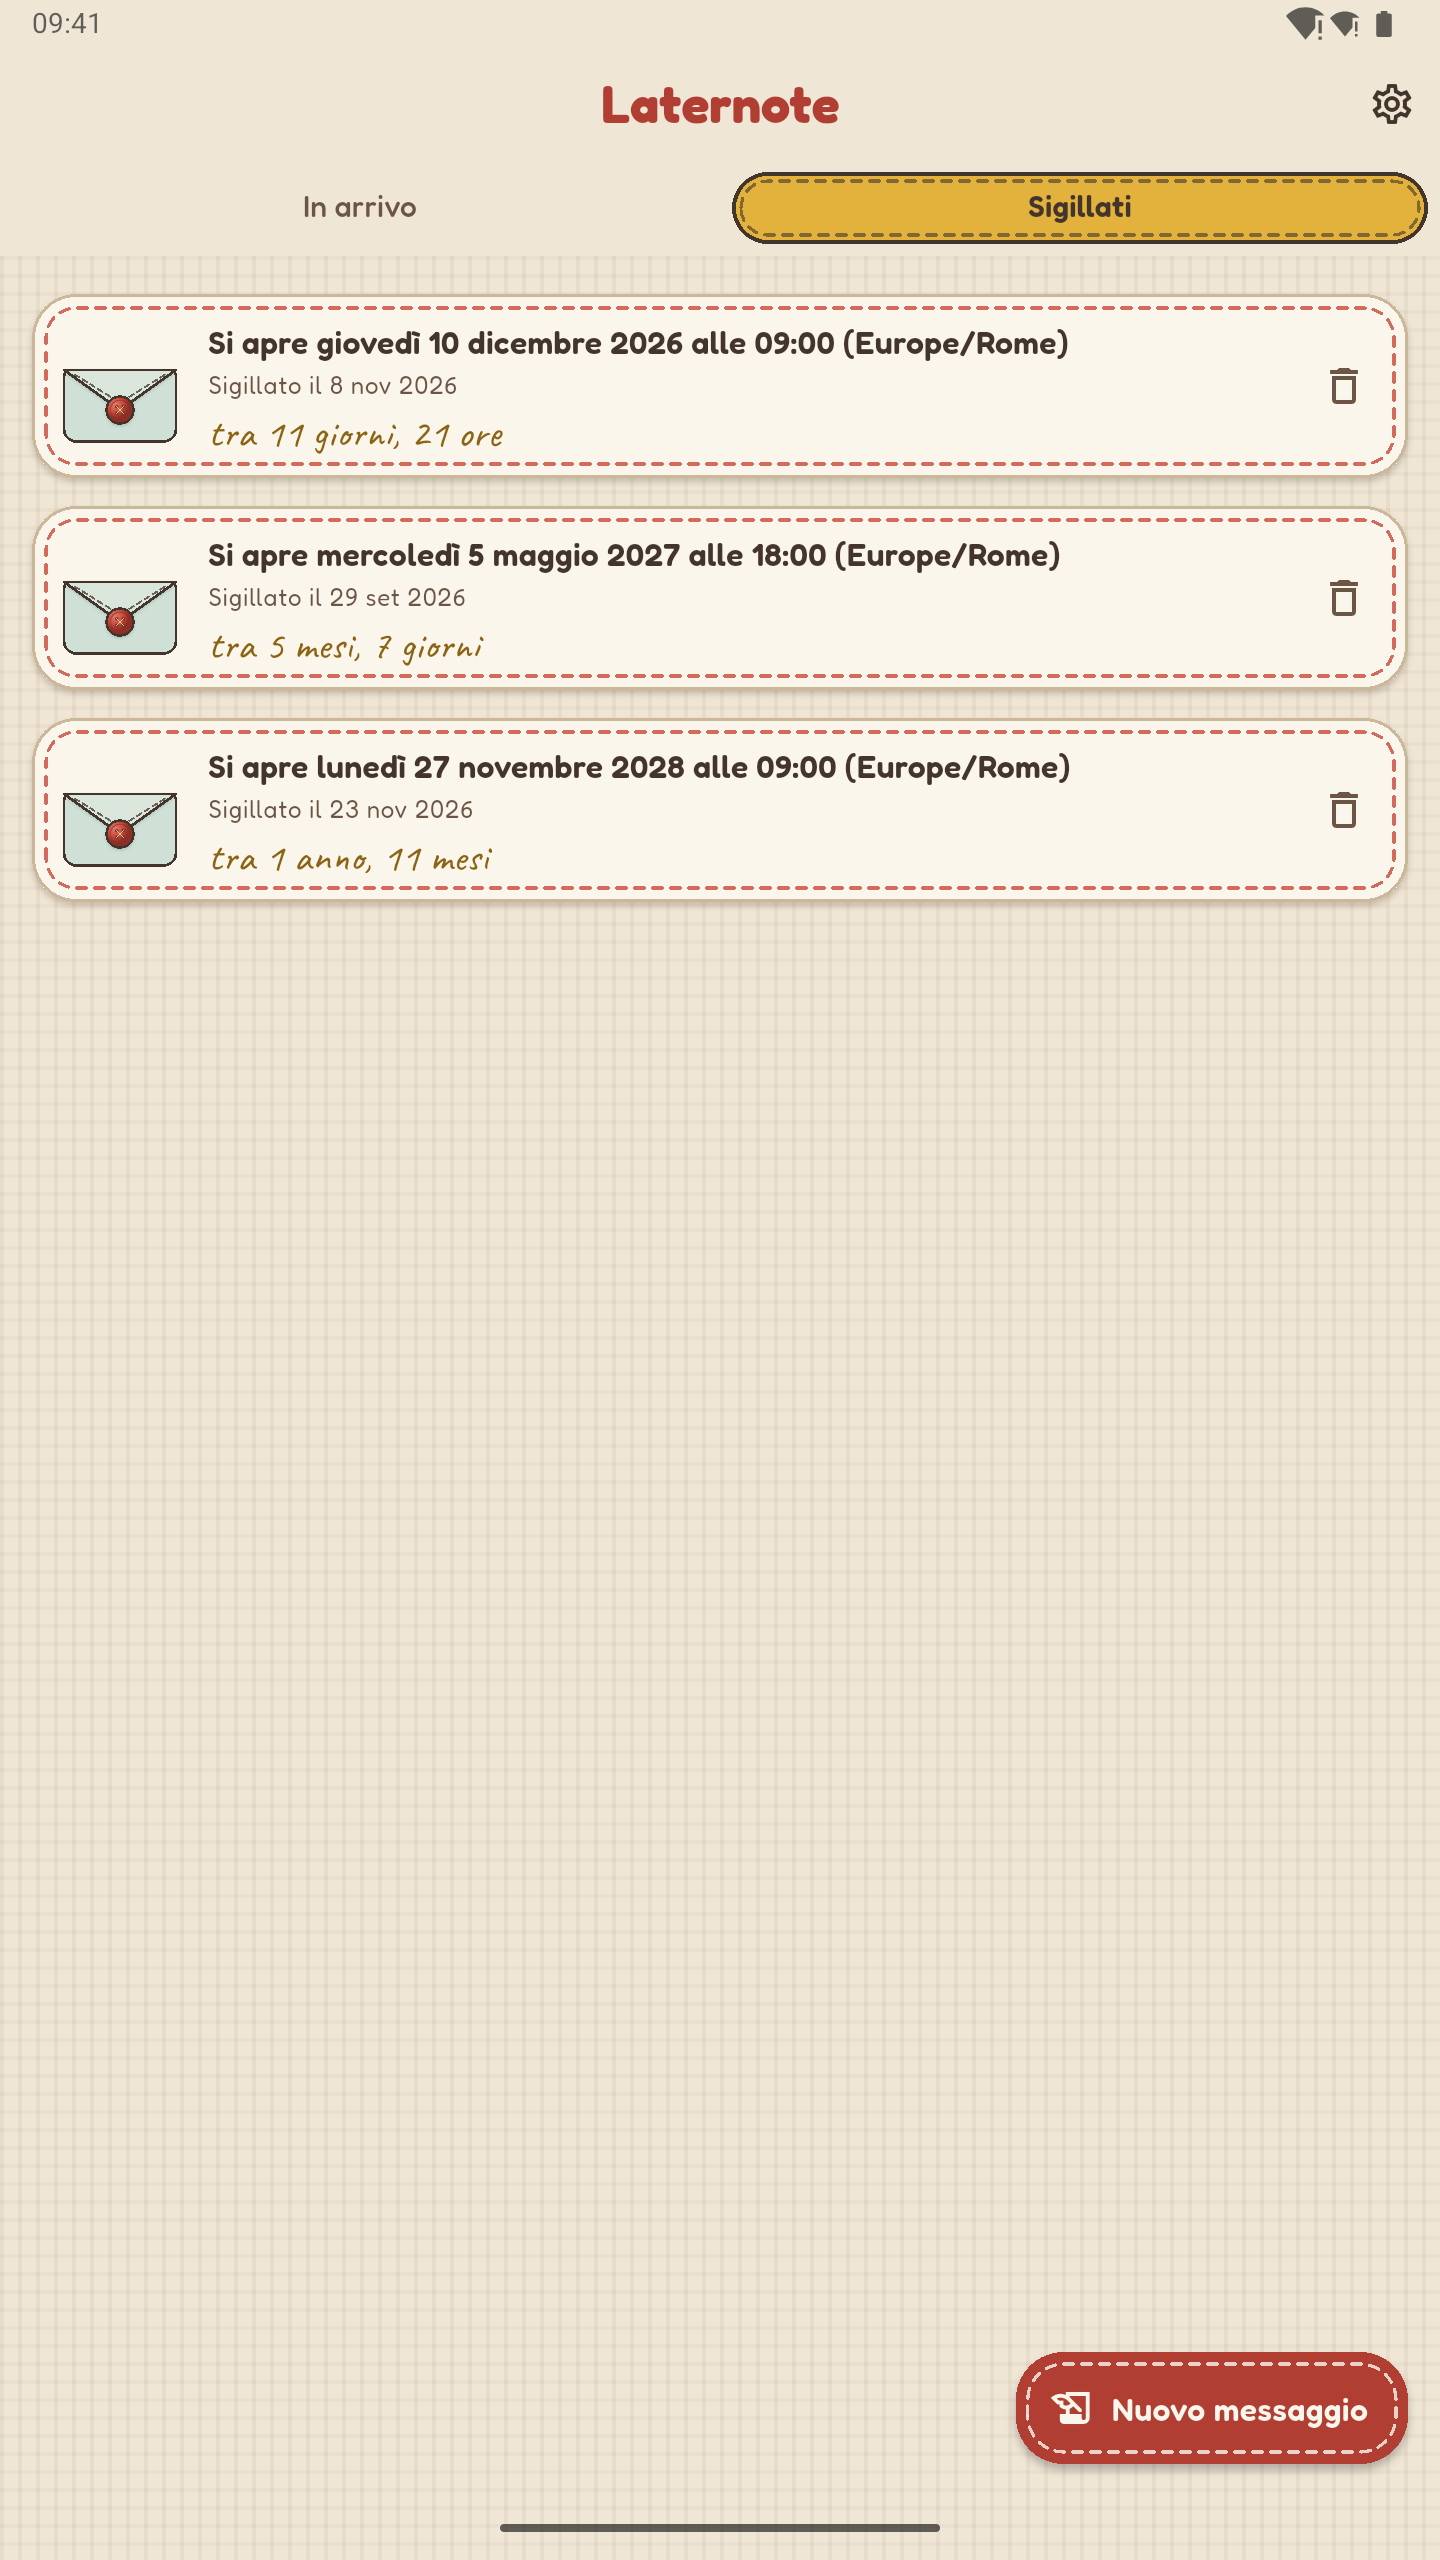 09:41
Laternote
In arrivo
Sigillati
Si apre giovedì 10 dicembre 2026 alle 09:00 (Europe/Rome)
Sigillato il 8 nov 2026
tra 11 giorni, 21 ore
Si apre mercoledì 5 maggio 2027 alle 18:00 (Europe/Rome)
Sigillato il 29 set 2026
tra 5 mesi, 7 giorni
Si apre lunedì 27 novembre 2028 alle 09:00 (Europe/Rome)
Sigillato il 23 nov 2026
tra 1 anno, 11 mesi
Nuovo messaggio